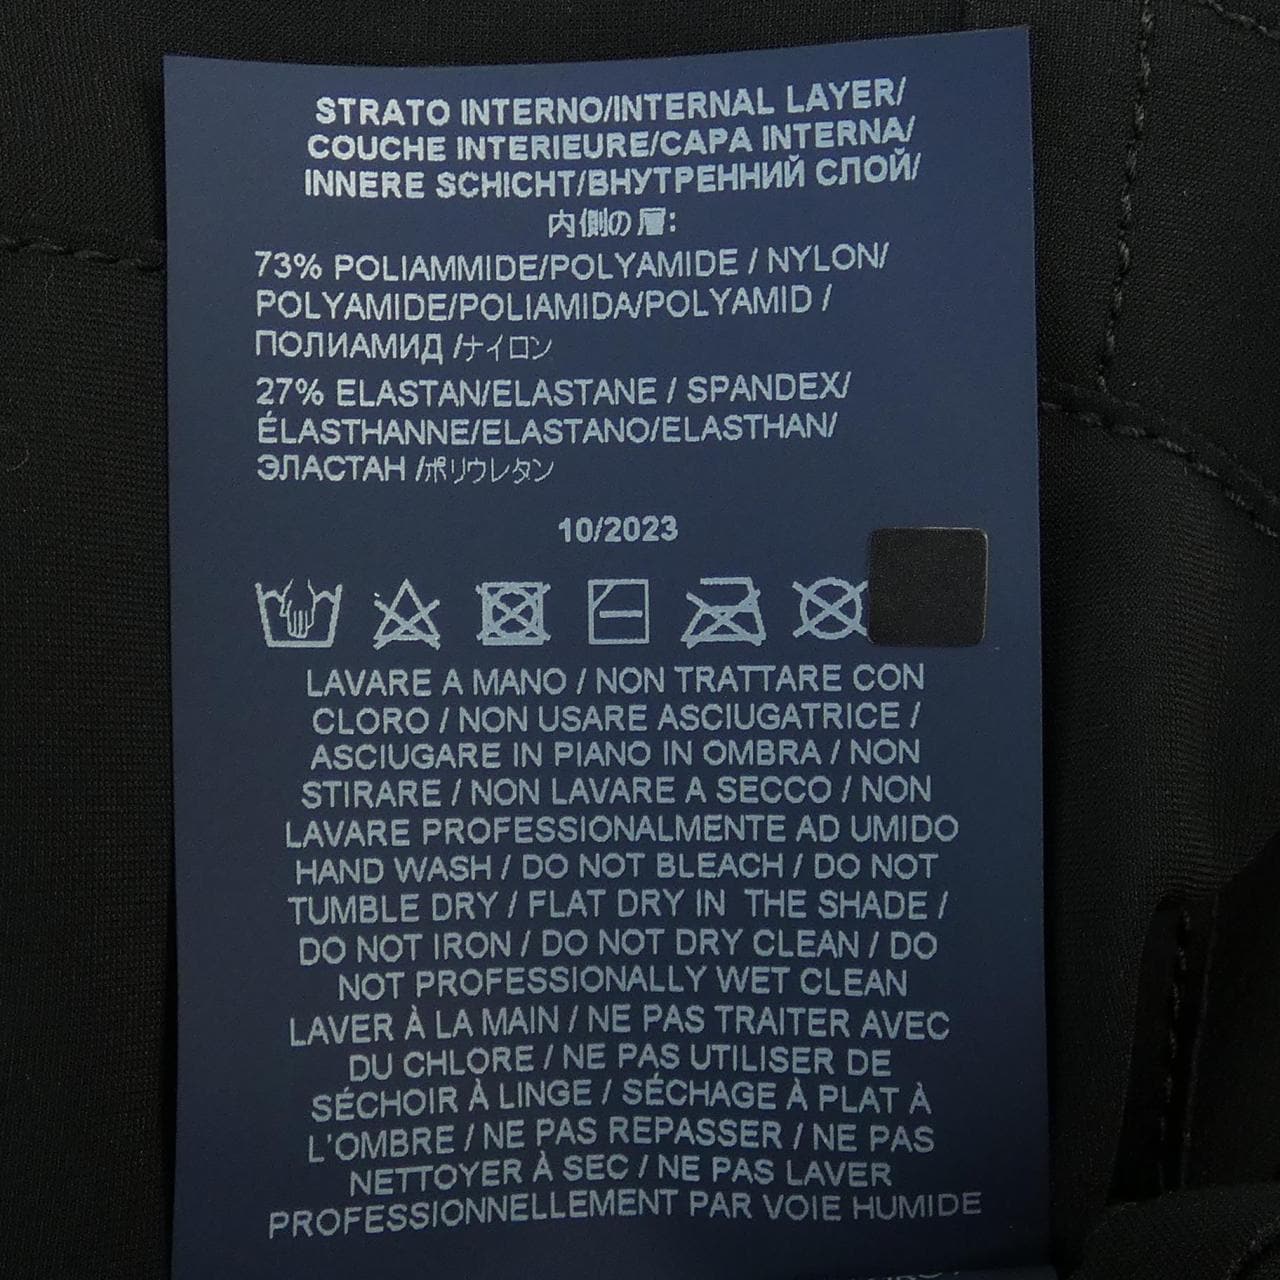 STRATO INTERNO/INTERNAL LAYER/
COUCHE INTERIEURE/CAPA INTERNA/
INNERE SCHICHT/ВНУТРЕННИЙ СЛОЙ/
内側の層:
73% POLIAMMIDE/POLYAMIDE / NYLON/
POLYAMIDE/POLIAMIDA/POLYAMID /
ПОЛИАМИД /ナイロン
27% ELASTAN/ELASTANE / SPANDEX/
ÉLASTHANNE/ELASTANO/ELASTHAN/
ЭЛАСТАН /ポリウレタン
10/2023
LAVARE A MANO / NON TRATTARE CON
CLORO / NON USARE ASCIUGATRICE /
ASCIUGARE IN PIANO IN OMBRA / NON
STIRARE / NON LAVARE A SECCO / NON
LAVARE PROFESSIONALMENTE AD UMIDO
HAND WASH / DO NOT BLEACH / DO NOT
TUMBLE DRY / FLAT DRY IN THE SHADE /
DO NOT IRON / DO NOT DRY CLEAN / DO
NOT PROFESSIONALLY WET CLEAN
LAVER À LA MAIN / NE PAS TRAITER AVEC
DU CHLORE / NE PAS UTILISER DE
SÉCHOIR À LINGE / SÉCHAGE À PLAT À
L'OMBRE / NE PAS REPASSER / NE PAS
NETTOYER À SEC / NE PAS LAVER
PROFESSIONNELLEMENT PAR VOIE HUMIDE